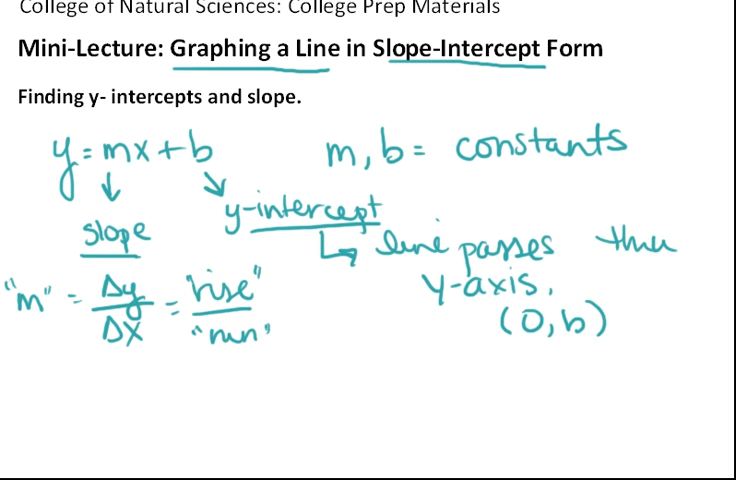 College of Natural Sciences: College Prep Materials
Mini-Lecture: Graphing a Line in Slope-Intercept Form
Finding y- intercepts and slope.
y = mx + b
m, b = constants
slope
y-intercept
↳ line passes thru
y-axis.
(0, b)
"m" = Δy/Δx = "rise"/"run"